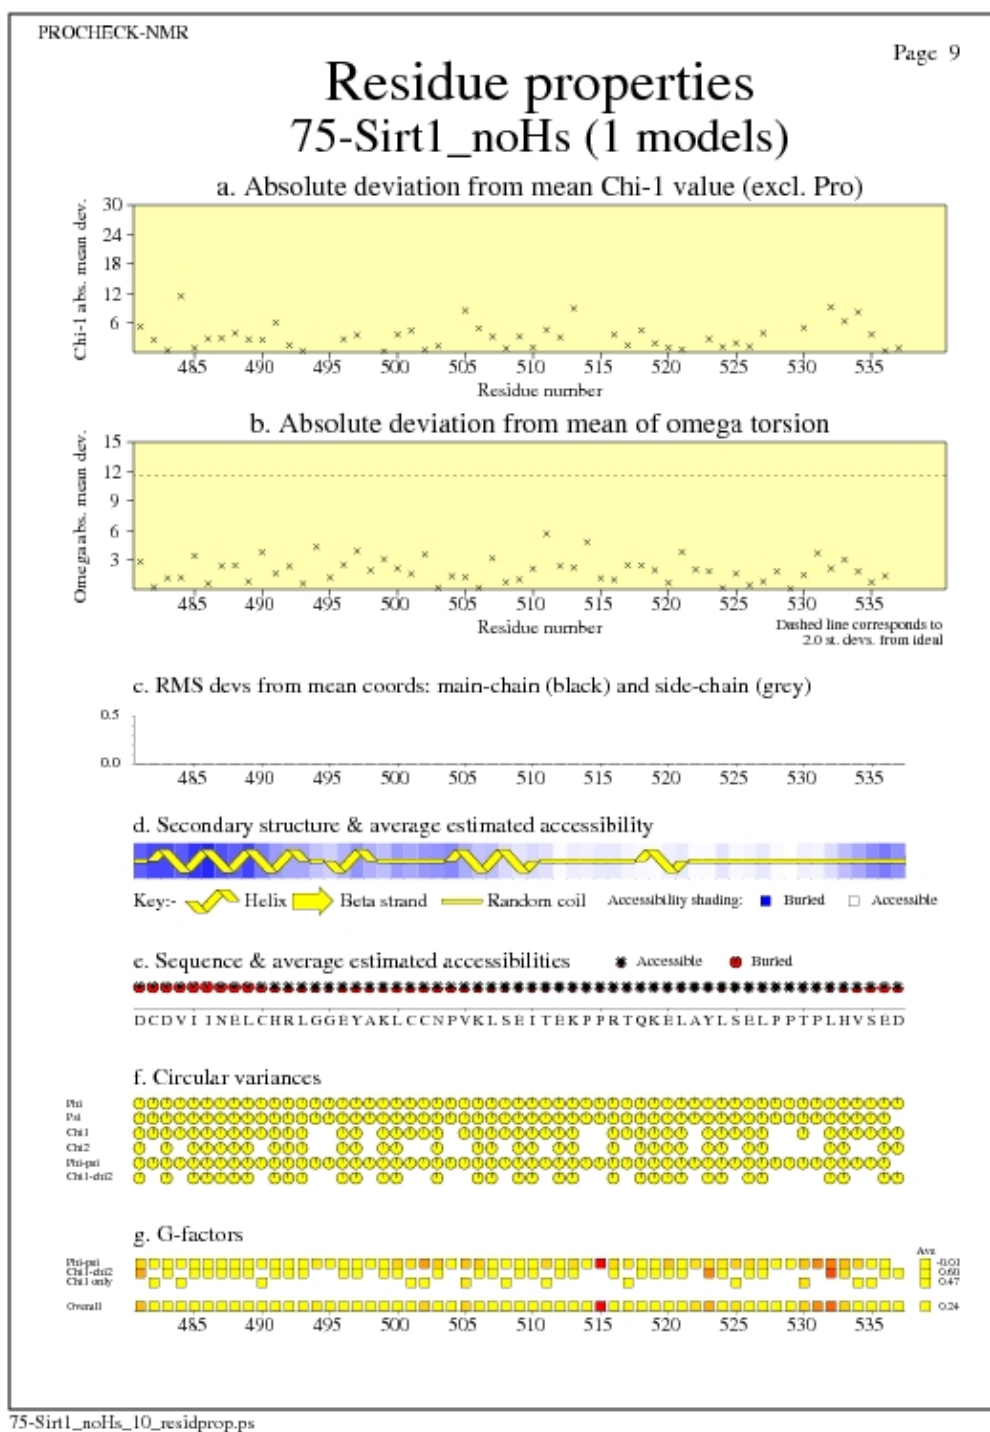 PROCHECK-NMR
Page 9
Residue properties
75-Sirt1_noHs (1 models)
a. Absolute deviation from mean Chi-1 value (excl. Pro)
Chi-1 abs. mean dev.
30
24
18
12
6
485 490 495 500 505 510 515 520 525 530 535
Residue number
b. Absolute deviation from mean of omega torsion
Omega abs. mean dev.
15
12
9
6
3
485 490 495 500 505 510 515 520 525 530 535
Residue number
Dashed line corresponds to
2.0 st. devs. from ideal
c. RMS devs from mean coords: main-chain (black) and side-chain (grey)
0.5
0.0
485 490 495 500 505 510 515 520 525 530 535
d. Secondary structure & average estimated accessibility
Key:- Helix Beta strand Random coil Accessibility shading: Buried Accessible
e. Sequence & average estimated accessibilities Accessible Buried
D C D V I I N E L C H R L G G E Y A K L C C N P V K L S E I T E K P P R T Q K E L A Y L S E L P P T P L H V S E D
f. Circular variances
Phi
Psi
Chi1
Chi2
Phi-psi
Chi1-chi2
g. G-factors
Ave
Phi-psi -0.03
Chi1-chi2 0.60
Chi1 only 0.47
Overall 0.24
485 490 495 500 505 510 515 520 525 530 535
75-Sirt1_noHs_10_residprop.ps